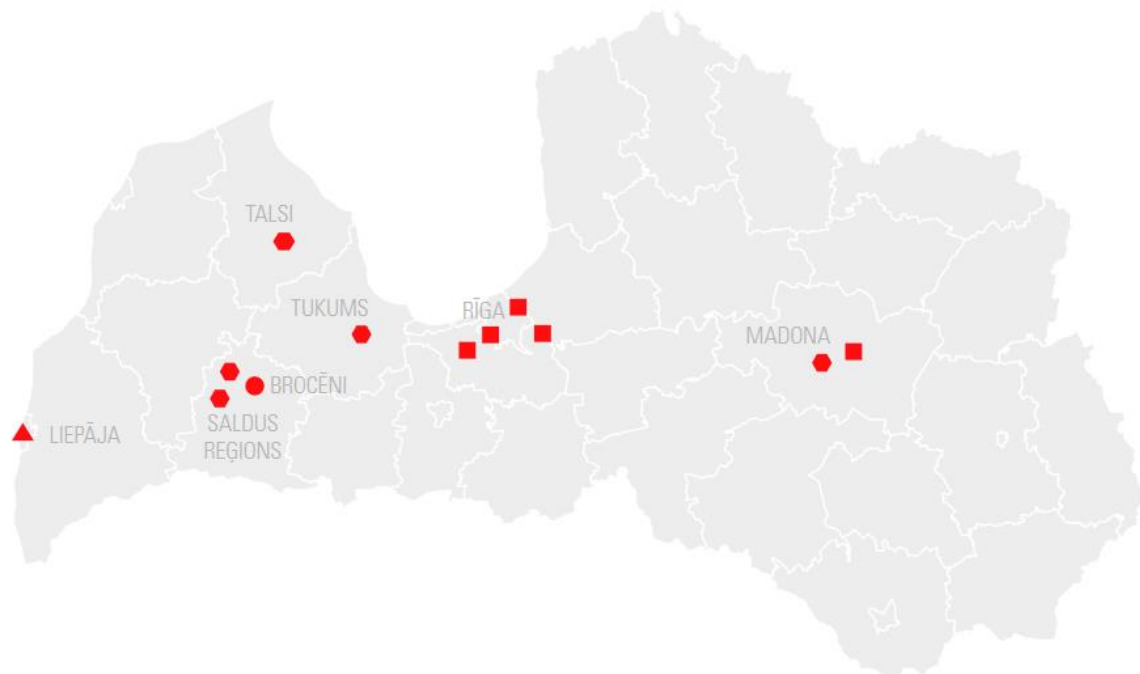 TALSI
TUKUMS
RĪGA
MADONA
BROCĒNI
SALDUS
REĢIONS
LIEPĀJA